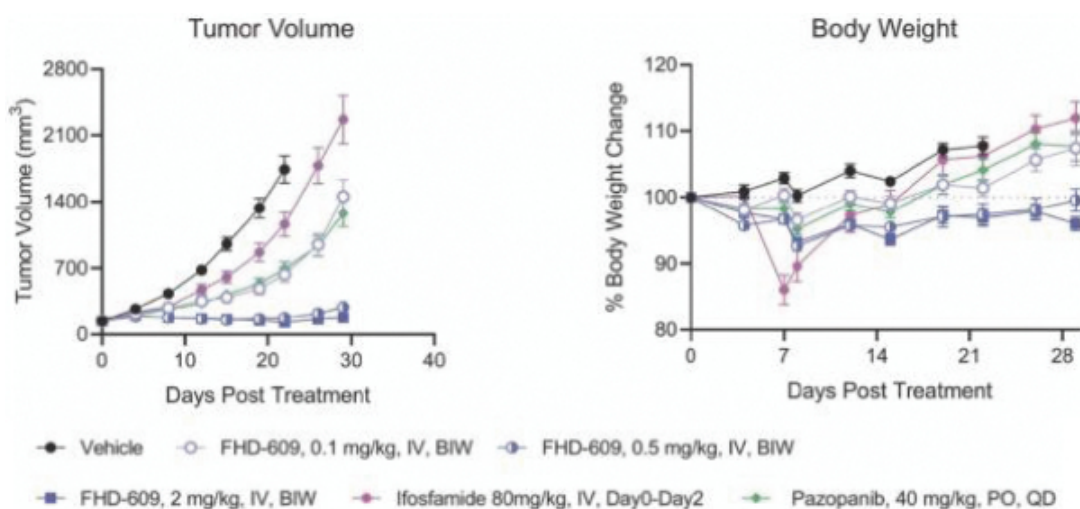 Tumor Volume
Body Weight
Tumor Volume (mm³)
2800
2100
1400
700
0
0 10 20 30 40
Days Post Treatment
% Body Weight Change
120
110
100
90
80
0 7 14 21 28
Days Post Treatment
Vehicle FHD-609, 0.1 mg/kg, IV, BIW FHD-609, 0.5 mg/kg, IV, BIW
FHD-609, 2 mg/kg, IV, BIW Ifosfamide 80mg/kg, IV, Day0-Day2 Pazopanib, 40 mg/kg, PO, QD